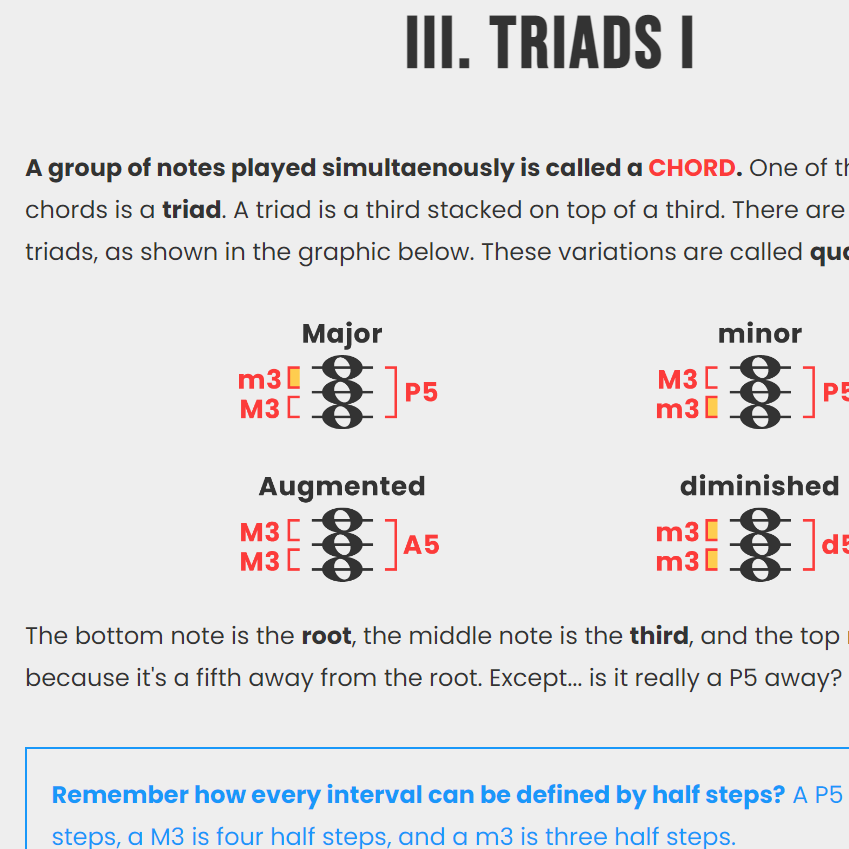 III. TRIADS I
A group of notes played simultaenously is called a CHORD. One of
chords is a triad. A triad is a third stacked on top of a third. There are
triads, as shown in the graphic below. These variations are called
Major minor
m3 M3 P5 M3 m3
Augmented diminished
M3 M3 A5 m3 m3
The bottom note is the root, the middle note is the third, and the top
because it's a fifth away from the root. Except... is it really a P5 away?
Remember how every interval can be defined by half steps? A P5
steps, a M3 is four half steps, and a m3 is three half steps.